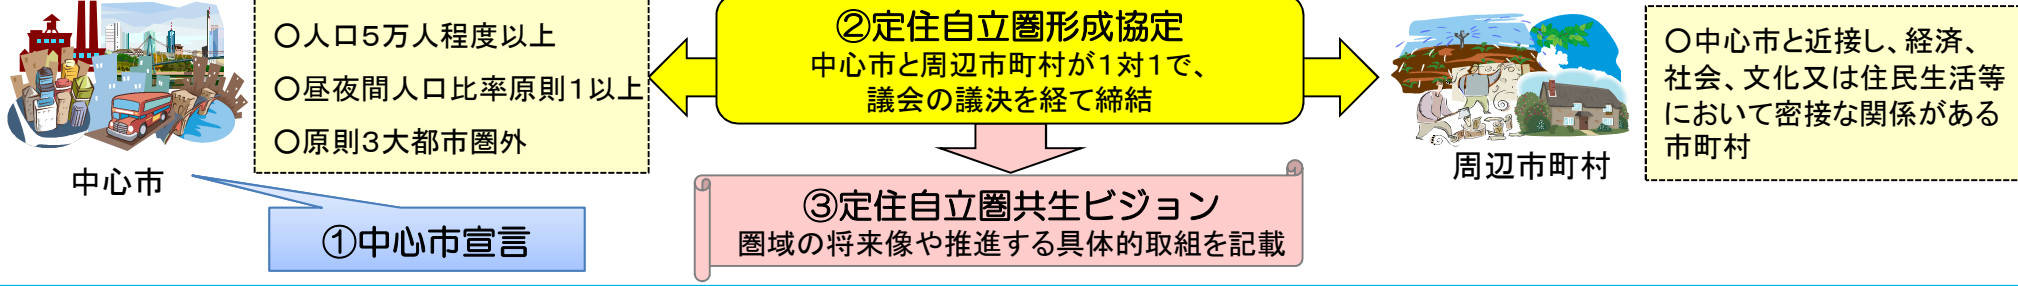 ○人口5万人程度以上
○昼夜間人口比率原則1以上
○原則3大都市圏外
中心市
①中心市宣言
②定住自立圏形成協定
中心市と周辺市町村が1対1で、
議会の議決を経て締結
③定住自立圏共生ビジョン
圏域の将来像や推進する具体的取組を記載
周辺市町村
○中心市と近接し、経済、
社会、文化又は住民生活等
において密接な関係がある
市町村